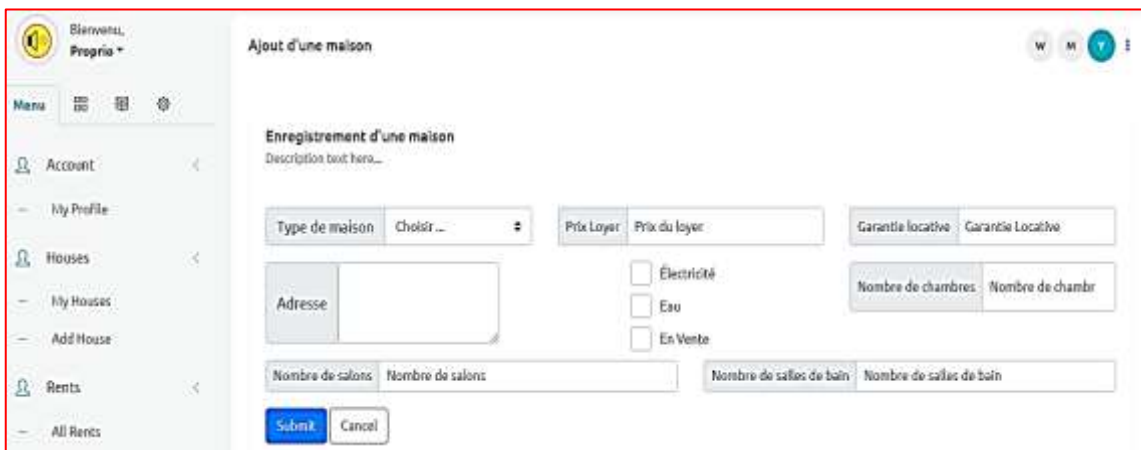 Bienvenu,
Proprio
Ajout d'une maison
W M Y
Menu
Enregistrement d'une maison
Description text here...
Account
My Profile
Type de maison Choisir ...
Prix Loyer Prix du loyer
Garantie locative Garantie Locative
Houses
Électricité
Nombre de chambres Nombre de chambr
My Houses
Adresse
Eau
Add House
En Vente
Nombre de salons Nombre de salons
Nombre de salles de bain Nombre de salles de bain
Rents
Submit Cancel
All Rents